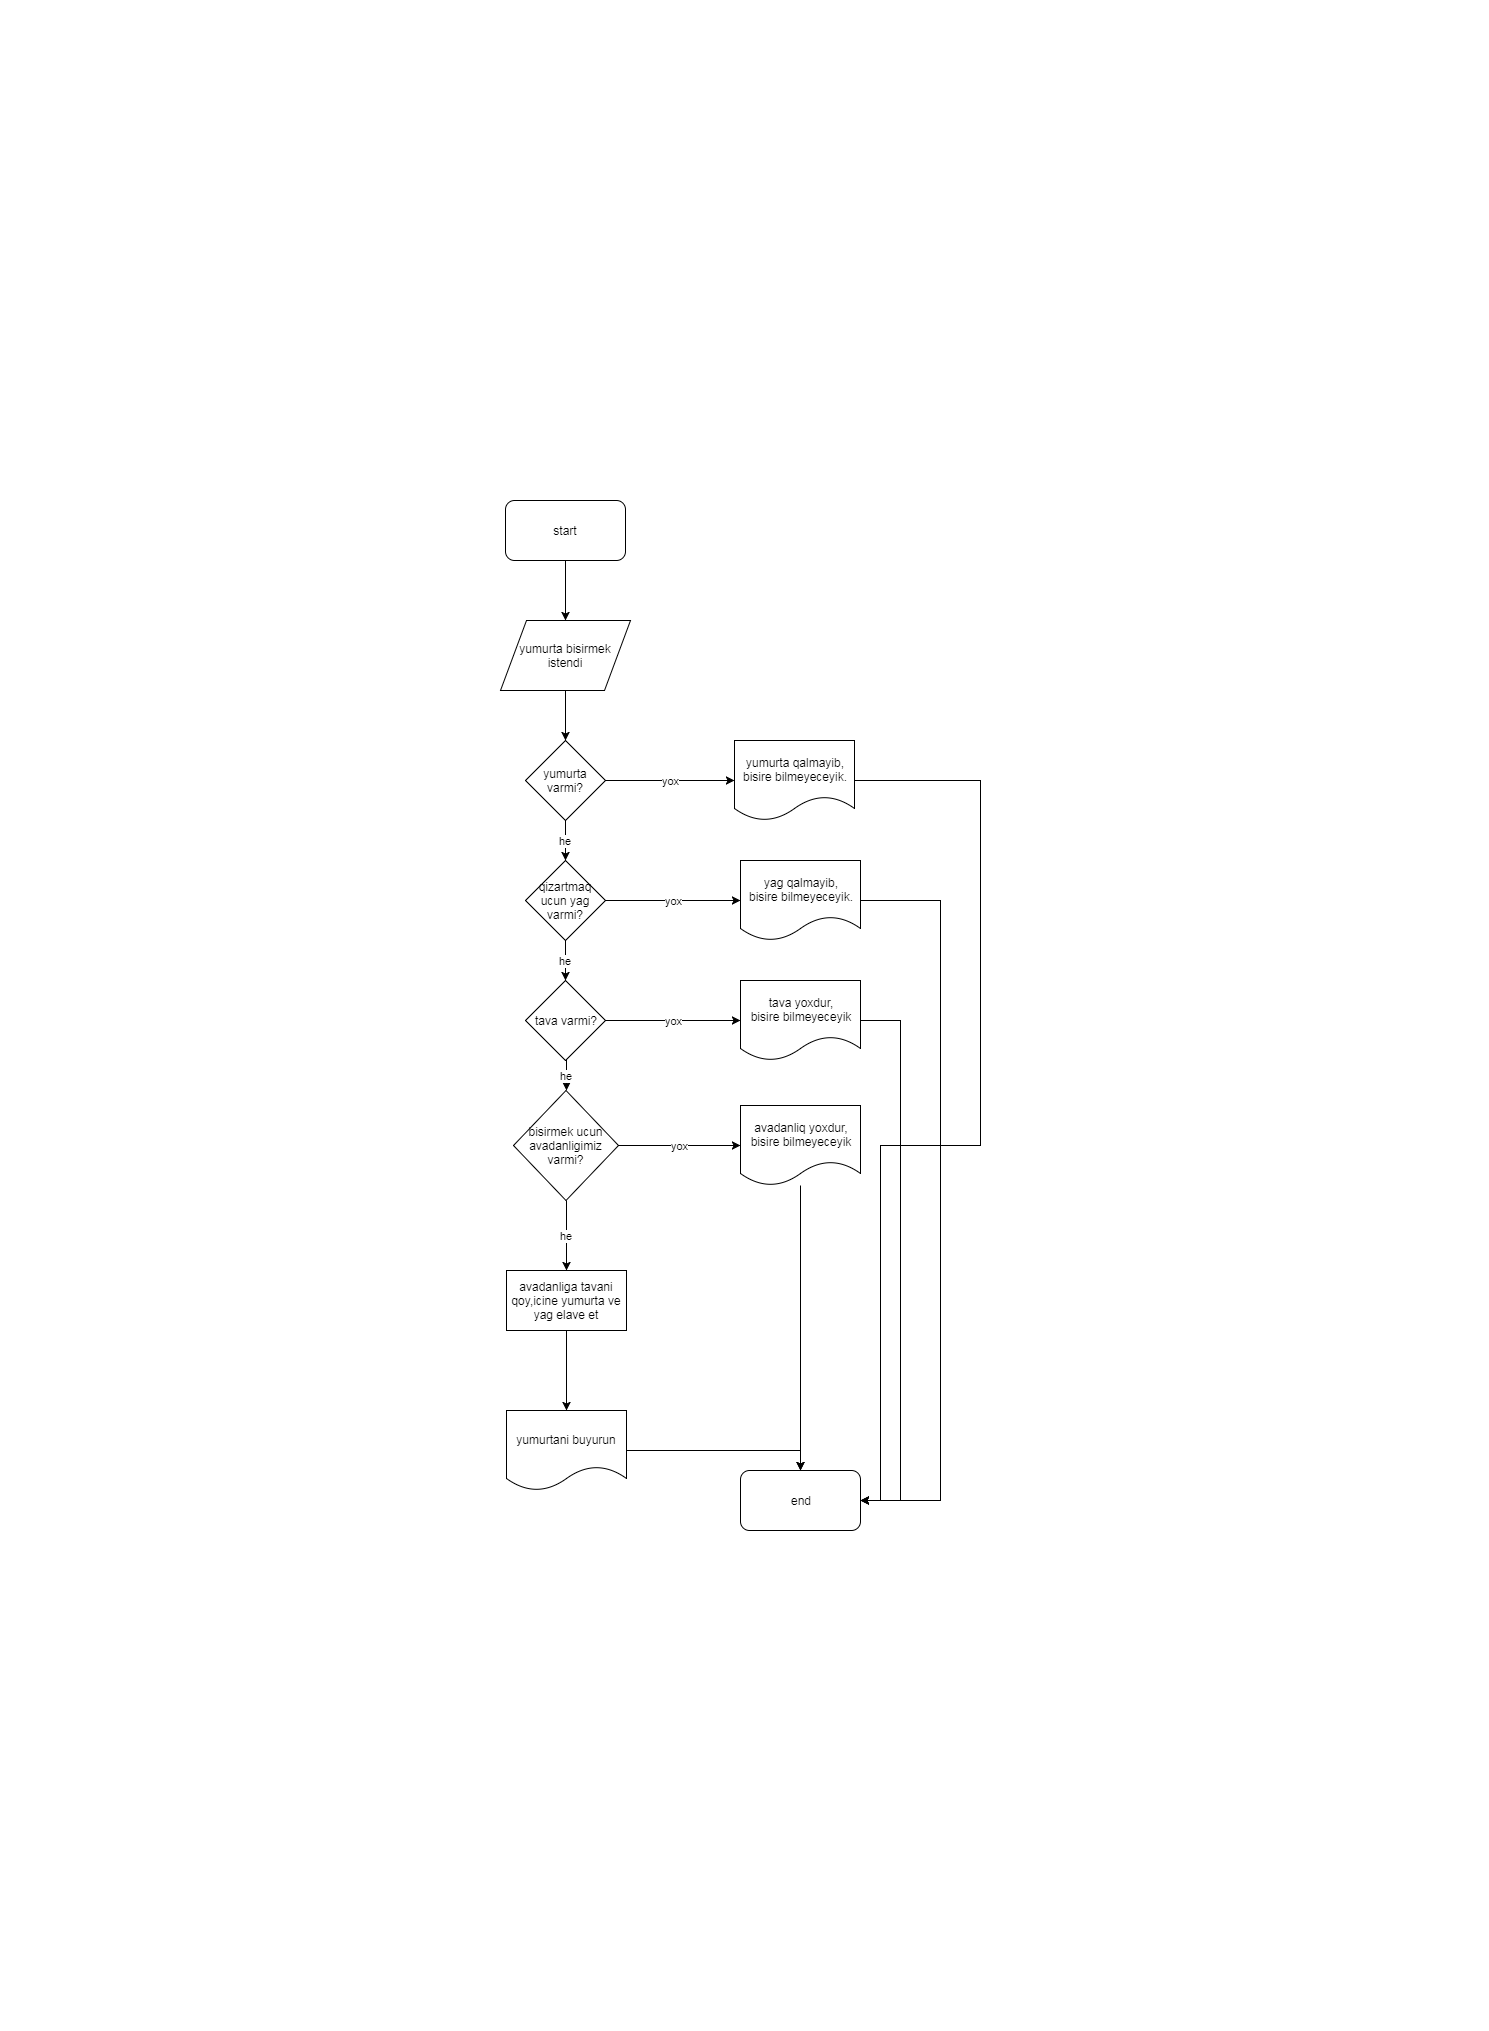 start
yumurta bisirmek
istendi
yumurta
varmi?
yox
yumurta qalmayib,
bisire bilmeyeceyik.
he
qizartmaq
ucun yag
varmi?
yox
yag qalmayib,
bisire bilmeyeceyik.
he
tava varmi?
yox
tava yoxdur,
bisire bilmeyeceyik
he
bisirmek ucun
avadanligimiz
varmi?
yox
avadanliq yoxdur,
bisire bilmeyeceyik
he
avadanliga tavani
qoy,icine yumurta ve
yag elave et
yumurtani buyurun
end